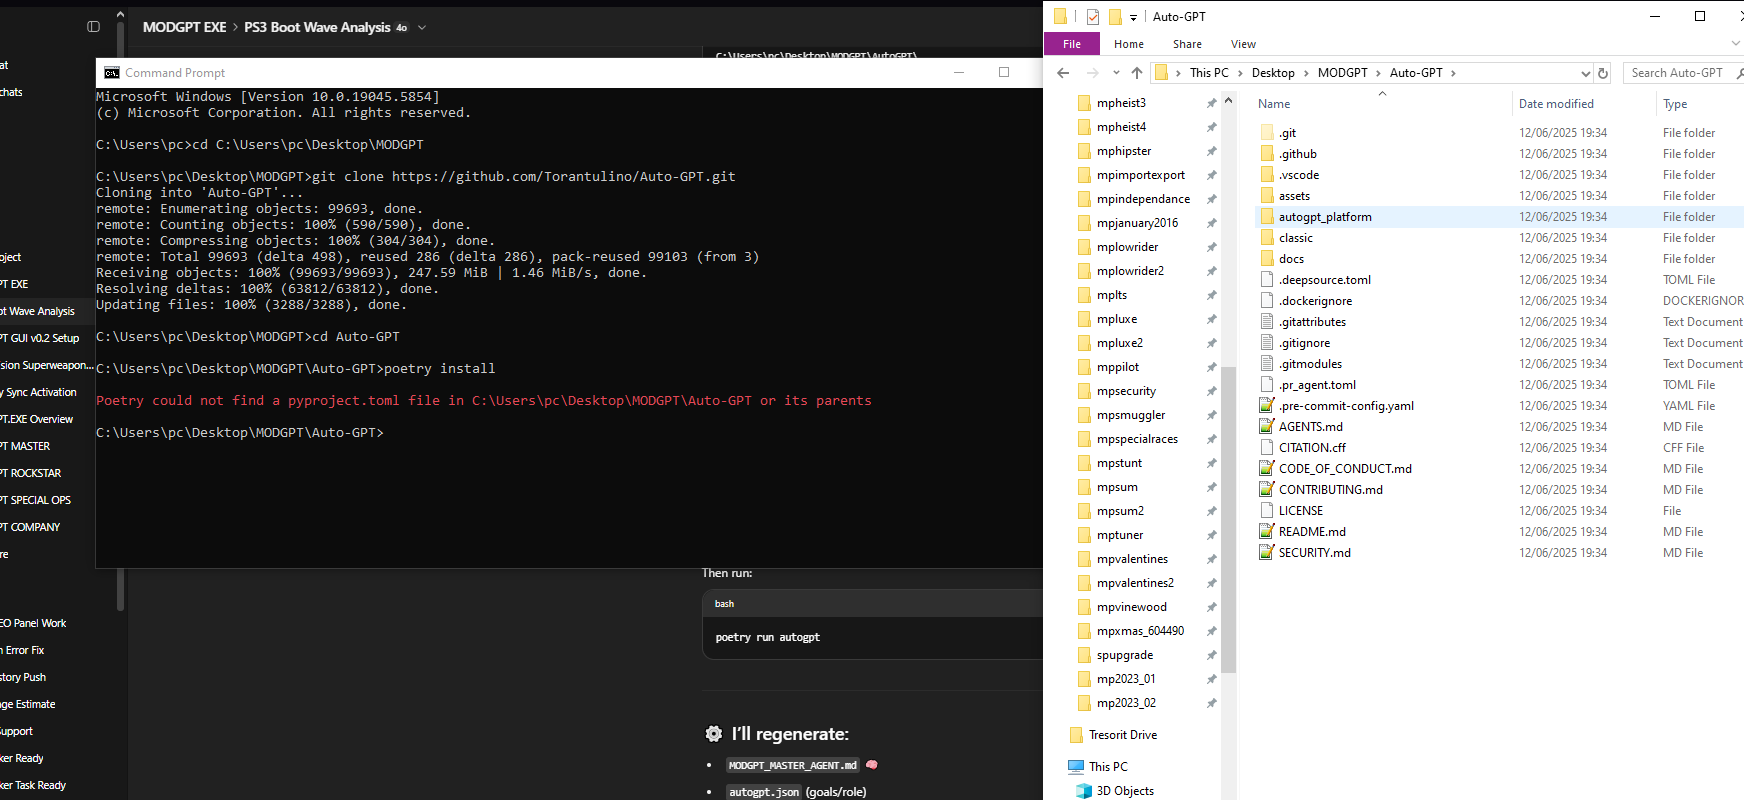 MODGPT EXE > PS3 Boot Wave Analysis 4o
at
chats
oject
PT EXE
ot Wave Analysis
PT GUI v0.2 Setup
sion Superweapon...
y Sync Activation
PT.EXE Overview
PT MASTER
PT ROCKSTAR
PT SPECIAL OPS
PT COMPANY
re
EO Panel Work
n Error Fix
story Push
ge Estimate
Support
ker Ready
ker Task Ready
C:\Users\pc\Desktop\MODGPT\AutoGPT\
Command Prompt
Microsoft Windows [Version 10.0.19045.5854]
(c) Microsoft Corporation. All rights reserved.
C:\Users\pc>cd C:\Users\pc\Desktop\MODGPT
C:\Users\pc\Desktop\MODGPT>git clone https://github.com/Torantulino/Auto-GPT.git
Cloning into 'Auto-GPT'...
remote: Enumerating objects: 99693, done.
remote: Counting objects: 100% (590/590), done.
remote: Compressing objects: 100% (304/304), done.
remote: Total 99693 (delta 498), reused 286 (delta 286), pack-reused 99103 (from 3)
Receiving objects: 100% (99693/99693), 247.59 MiB | 1.46 MiB/s, done.
Resolving deltas: 100% (63812/63812), done.
Updating files: 100% (3288/3288), done.
C:\Users\pc\Desktop\MODGPT>cd Auto-GPT
C:\Users\pc\Desktop\MODGPT\Auto-GPT>poetry install
Poetry could not find a pyproject.toml file in C:\Users\pc\Desktop\MODGPT\Auto-GPT or its parents
C:\Users\pc\Desktop\MODGPT\Auto-GPT>
Then run:
bash
poetry run autogpt
I'll regenerate:
• MODGPT_MASTER_AGENT.md
• autogpt.json (goals/role)
Auto-GPT
File Home Share View
This PC > Desktop > MODGPT > Auto-GPT >
Search Auto-GPT
mpheist3
mpheist4
mphipster
mpimportexport
mpindependance
mpjanuary2016
mplowrider
mplowrider2
mplts
mpluxe
mpluxe2
mppilot
mpsecurity
mpsmuggler
mpspecialraces
mpstunt
mpsum
mpsum2
mptuner
mpvalentines
mpvalentines2
mpvinewood
mpxmas_604490
spupgrade
mp2023_01
mp2023_02
Tresorit Drive
This PC
3D Objects
Name Date modified Type
.git 12/06/2025 19:34 File folder
.github 12/06/2025 19:34 File folder
.vscode 12/06/2025 19:34 File folder
assets 12/06/2025 19:34 File folder
autogpt_platform 12/06/2025 19:34 File folder
classic 12/06/2025 19:34 File folder
docs 12/06/2025 19:34 File folder
.deepsource.toml 12/06/2025 19:34 TOML File
.dockerignore 12/06/2025 19:34 DOCKERIGNOR
.gitattributes 12/06/2025 19:34 Text Document
.gitignore 12/06/2025 19:34 Text Document
.gitmodules 12/06/2025 19:34 Text Document
.pr_agent.toml 12/06/2025 19:34 TOML File
.pre-commit-config.yaml 12/06/2025 19:34 YAML File
AGENTS.md 12/06/2025 19:34 MD File
CITATION.cff 12/06/2025 19:34 CFF File
CODE_OF_CONDUCT.md 12/06/2025 19:34 MD File
CONTRIBUTING.md 12/06/2025 19:34 MD File
LICENSE 12/06/2025 19:34 File
README.md 12/06/2025 19:34 MD File
SECURITY.md 12/06/2025 19:34 MD File